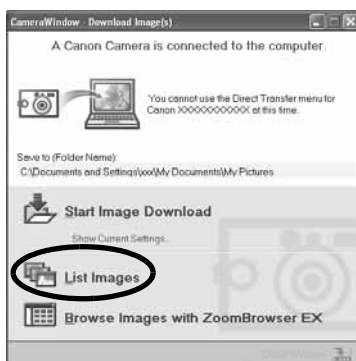 CameraWindow - Download Image(s)
A Canon Camera is connected to the computer.
You cannot use the Direct Transfer menu for
Canon XXXXXXXXXXX at this time.
Save to (Folder Name):
C:\Documents and Settings\xxx\My Documents\My Pictures
Start Image Download
Show Current Settings.
List Images
Browse Images with ZoomBrowser EX